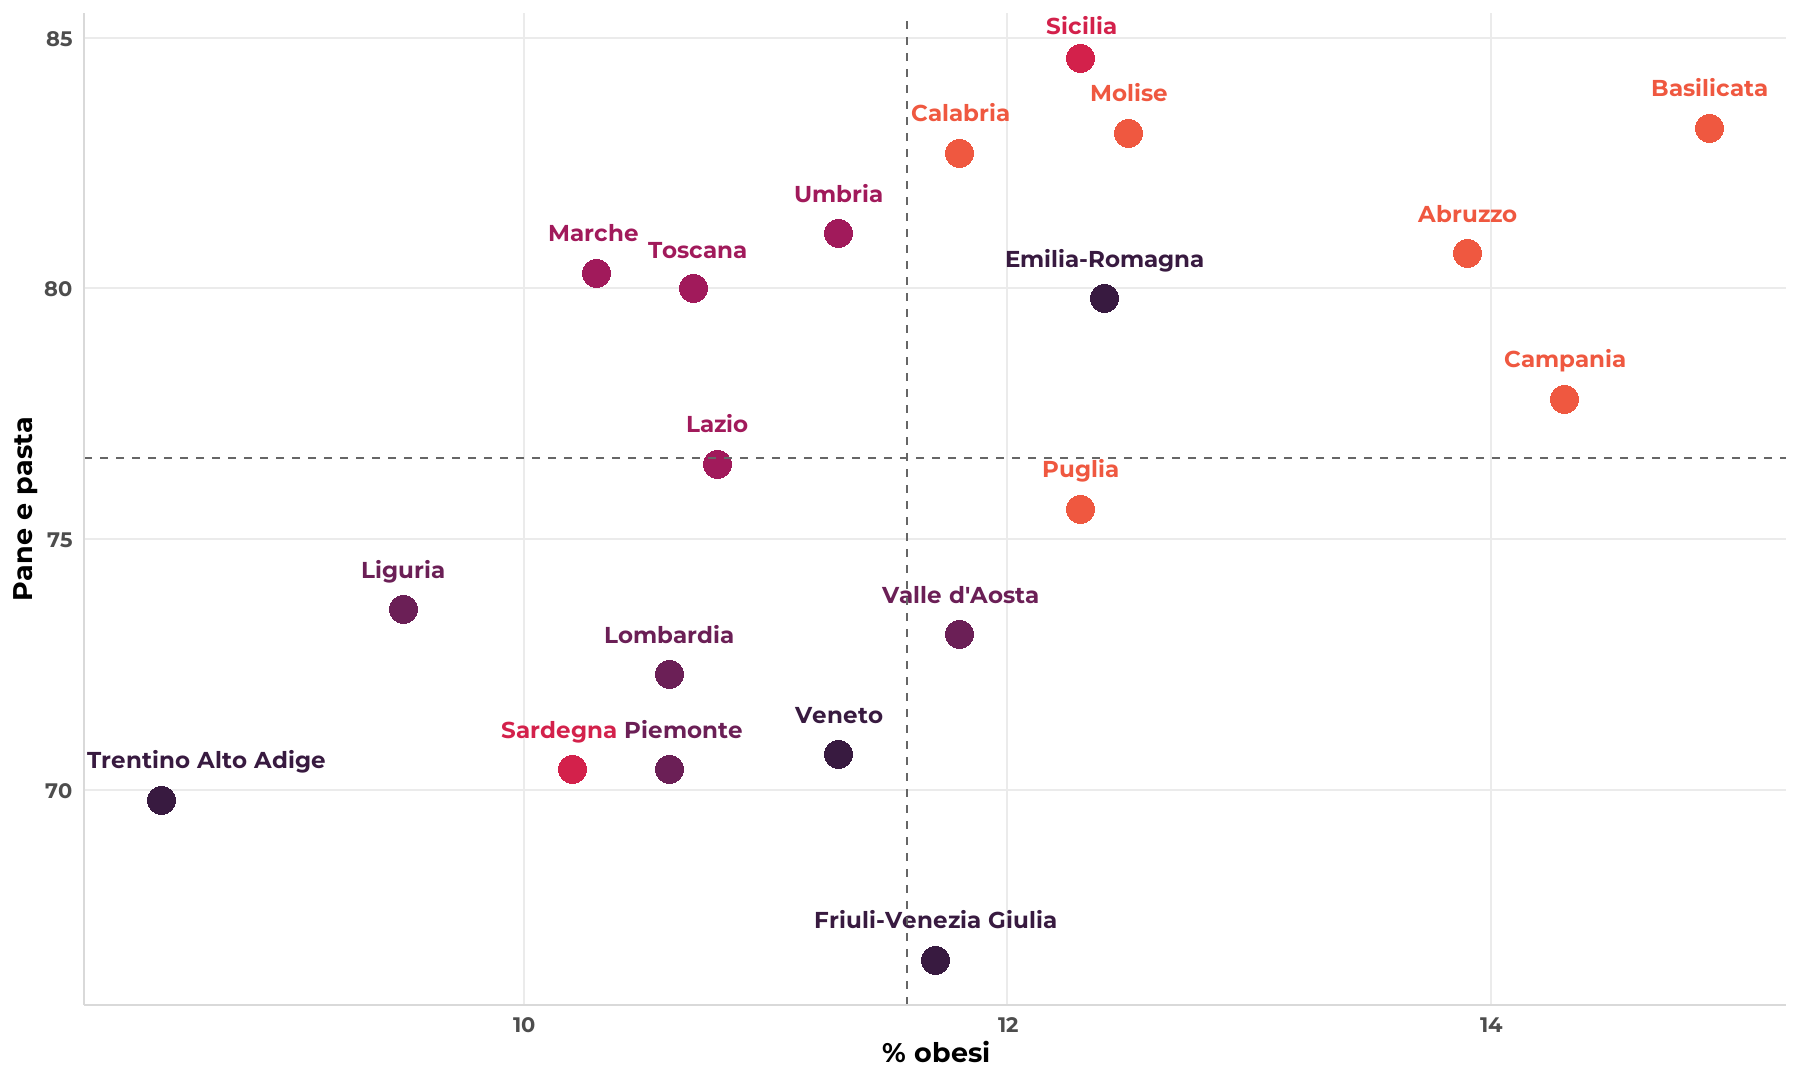 85
Sicilia
Molise
Basilicata
Calabria
Umbria
Abruzzo
Marche
Toscana
Emilia-Romagna
80
Campania
Lazio
Pane e pasta
Puglia
75
Liguria
Valle d'Aosta
Lombardia
Veneto
Sardegna Piemonte
Trentino Alto Adige
70
Friuli-Venezia Giulia
10 12 14
% obesi